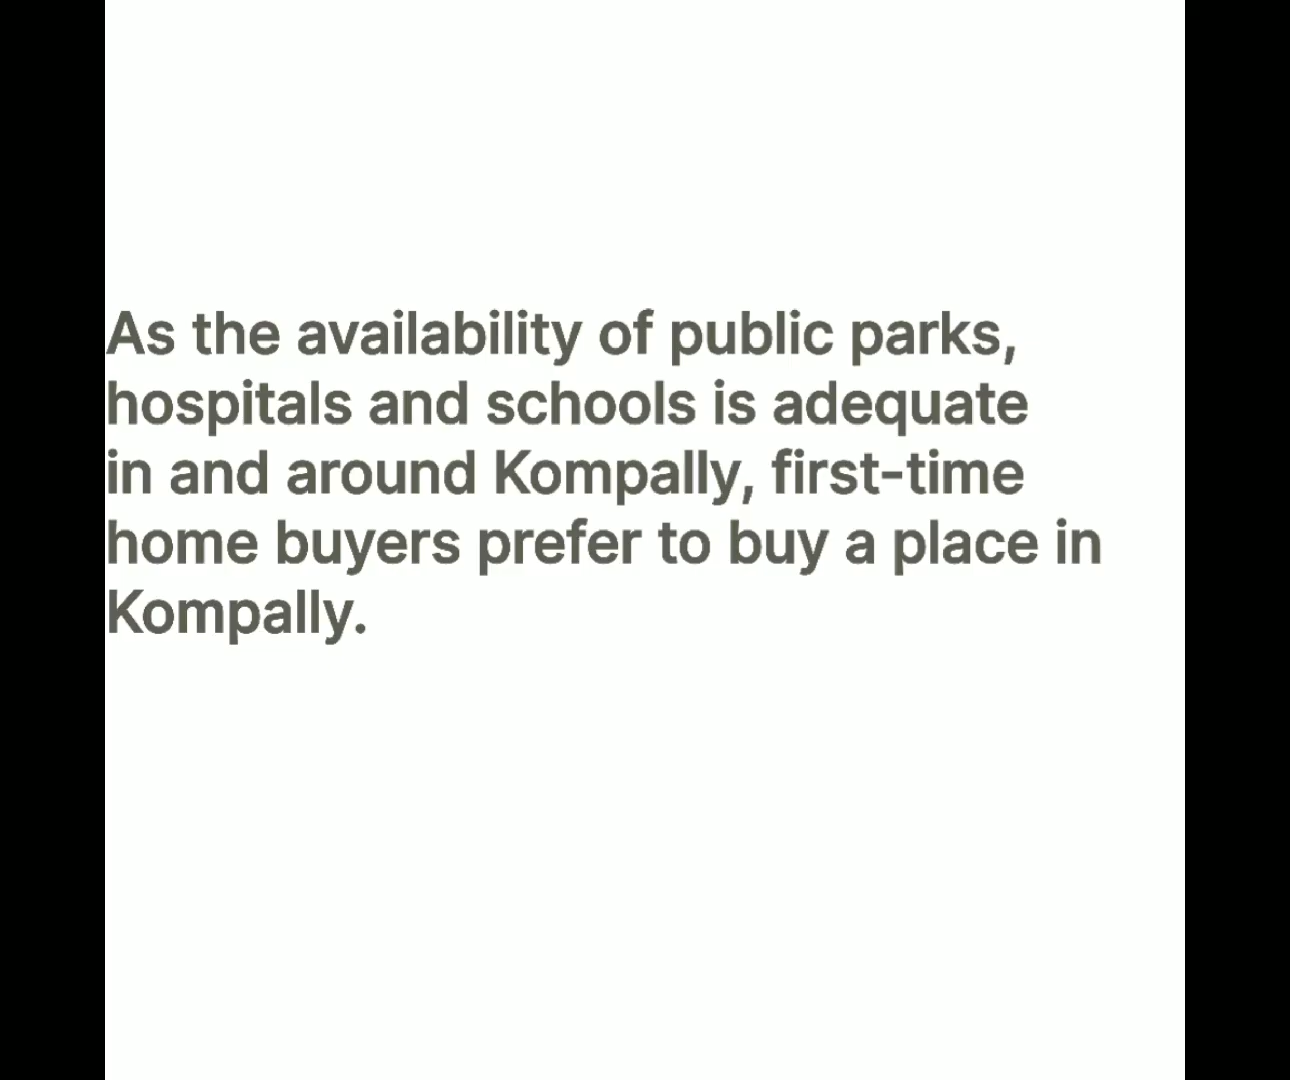 As the availability of public parks,
hospitals and schools is adequate
in and around Kompally, first-time
home buyers prefer to buy a place in
Kompally.